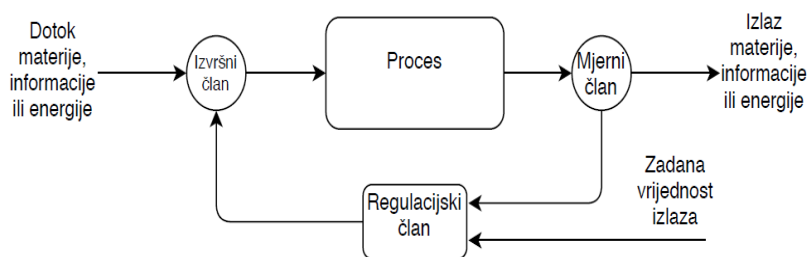 Dotok
materije,
informacije
ili energije
Izvršni
član
Proces
Mjerni
član
Izlaz
materije,
informacije
ili energije
Regulacijski
član
Zadana
vrijednost
izlaza